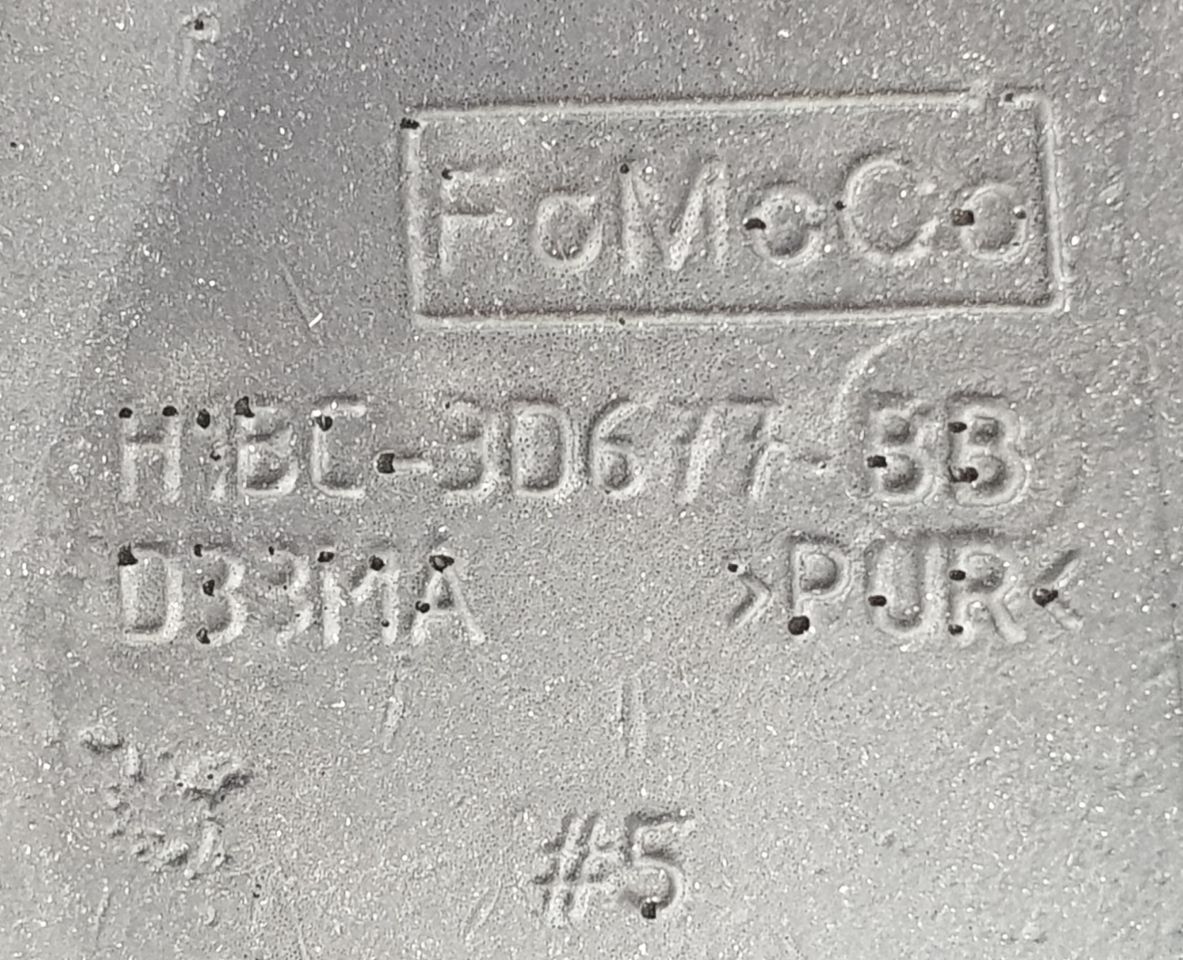 FoMoCo
H1BC-3D677-BB
D33MA >PUR<
#5